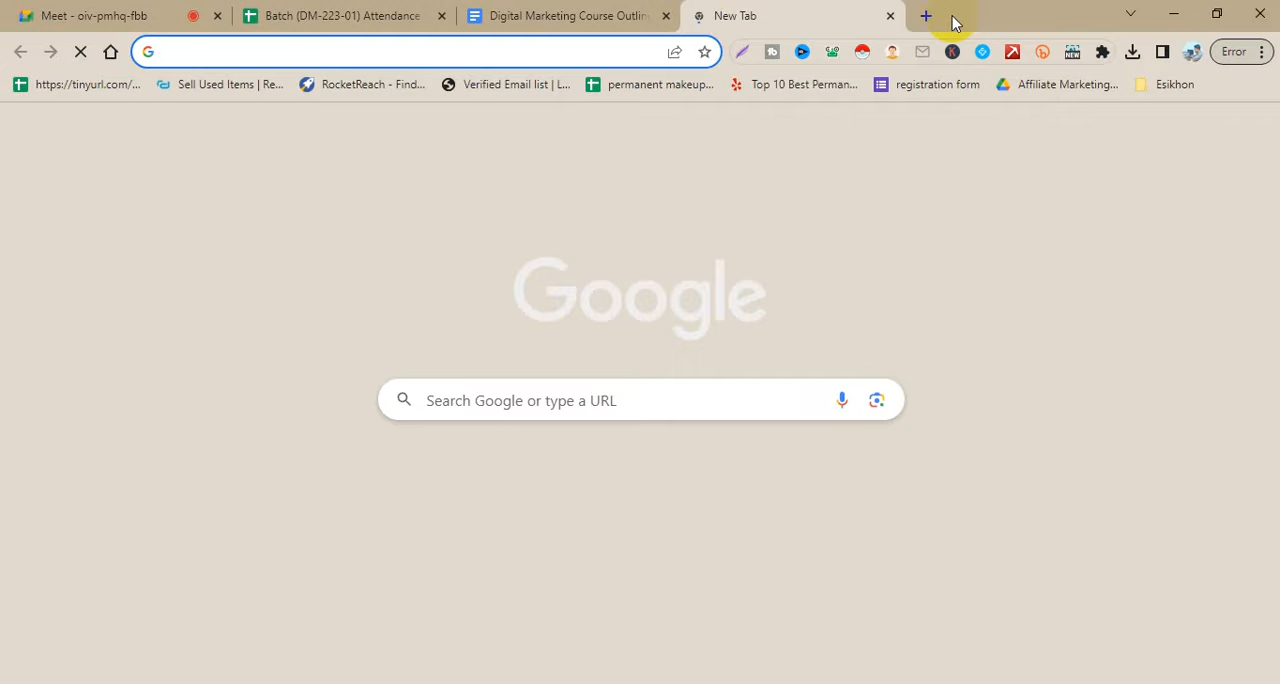 Meet - oiv-pmhq-fbb
Batch (DM-223-01) Attendance
Digital Marketing Course Outlin
New Tab
Error
https://tinyurl.com/...
Sell Used Items | Re...
RocketReach - Find...
Verified Email list | L...
permanent makeup...
Top 10 Best Perman...
registration form
Affiliate Marketing...
Esikhon
Google
Search Google or type a URL